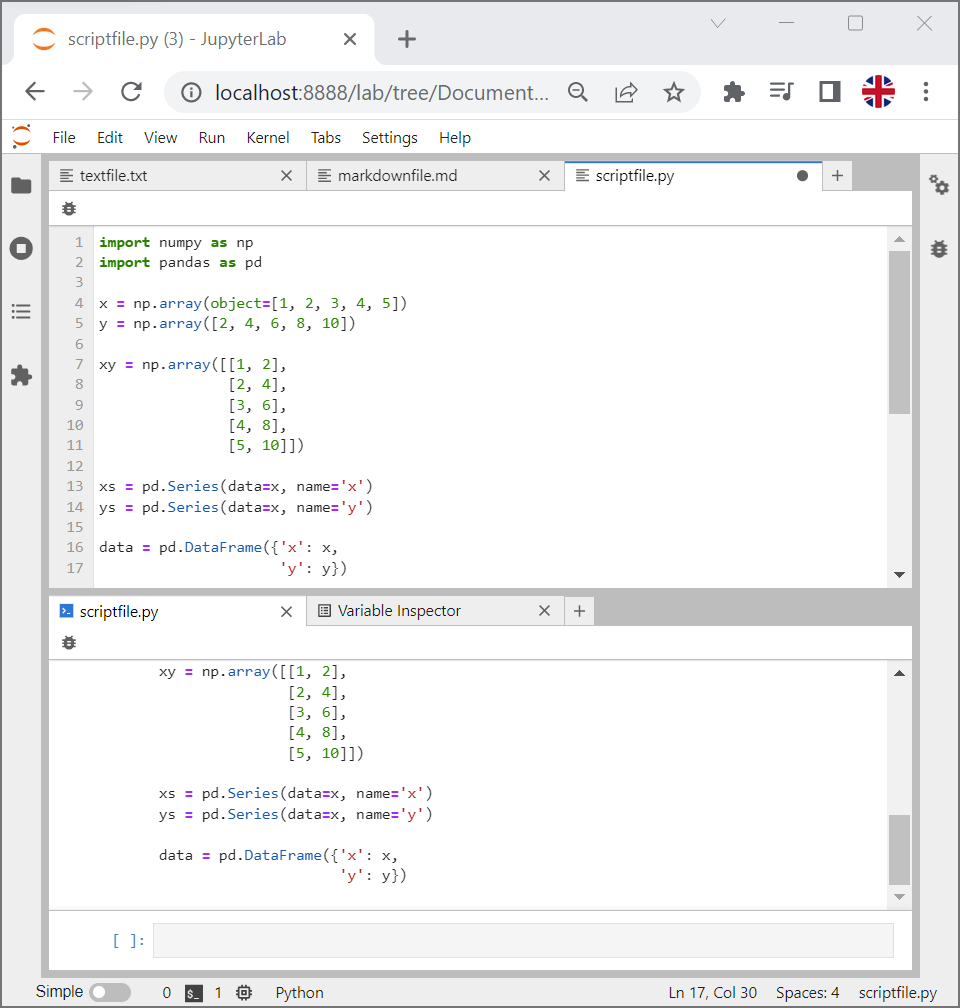 scriptfile.py (3) - JupyterLab
localhost:8888/lab/tree/Document...
File Edit View Run Kernel Tabs Settings Help
textfile.txt markdownfile.md scriptfile.py
1 import numpy as np
2 import pandas as pd
3
4 x = np.array(object=[1, 2, 3, 4, 5])
5 y = np.array([2, 4, 6, 8, 10])
6
7 xy = np.array([[1, 2],
8 [2, 4],
9 [3, 6],
10 [4, 8],
11 [5, 10]])
12
13 xs = pd.Series(data=x, name='x')
14 ys = pd.Series(data=x, name='y')
15
16 data = pd.DataFrame({'x': x,
17 'y': y})
scriptfile.py Variable Inspector
xy = np.array([[1, 2],
[2, 4],
[3, 6],
[4, 8],
[5, 10]])
xs = pd.Series(data=x, name='x')
ys = pd.Series(data=x, name='y')
data = pd.DataFrame({'x': x,
'y': y})
[ ]:
Simple 0 $_ 1 Python Ln 17, Col 30 Spaces: 4 scriptfile.py